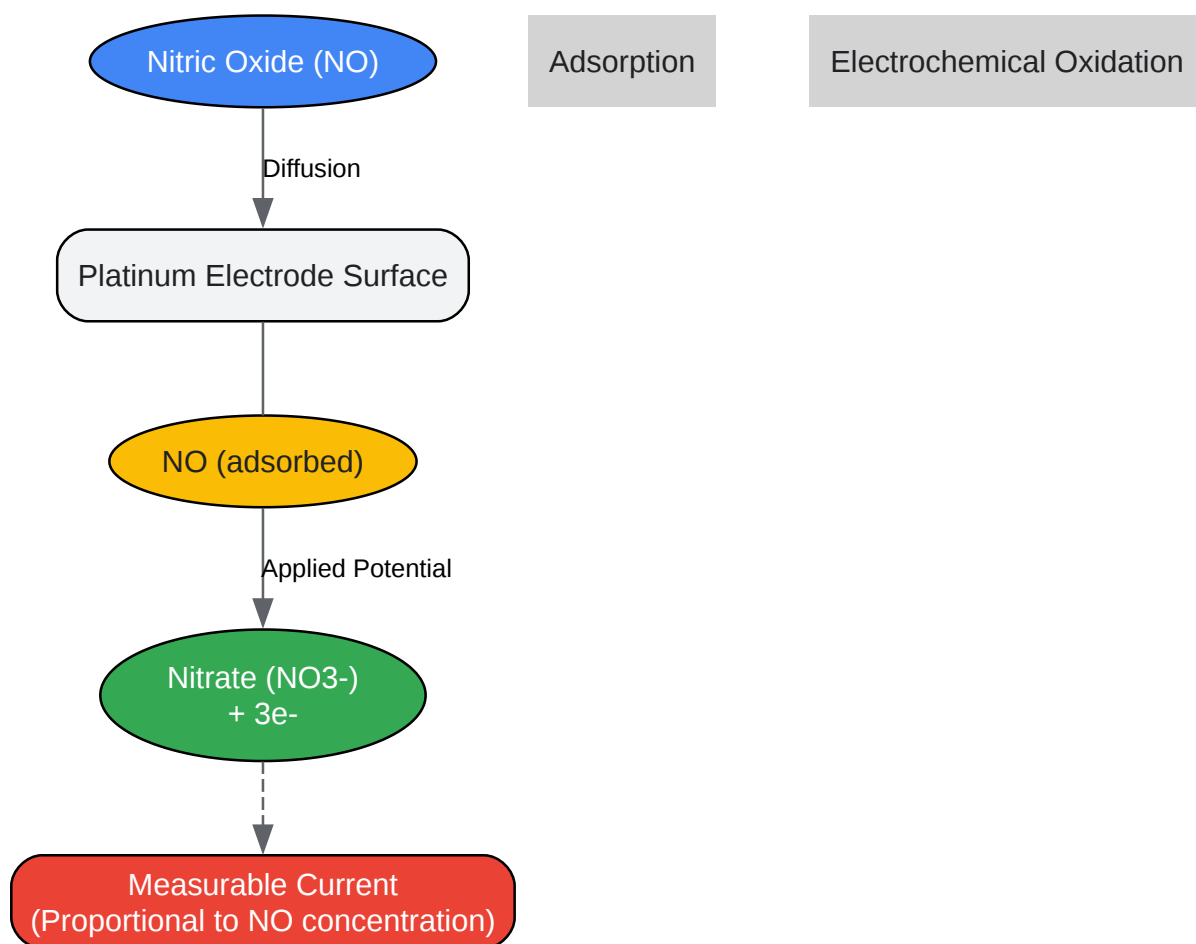 Nitric Oxide (NO)
Adsorption
Electrochemical Oxidation
Diffusion
Platinum Electrode Surface
NO (adsorbed)
Applied Potential
Nitrate (NO3-)
+ 3e-
Measurable Current
(Proportional to NO concentration)